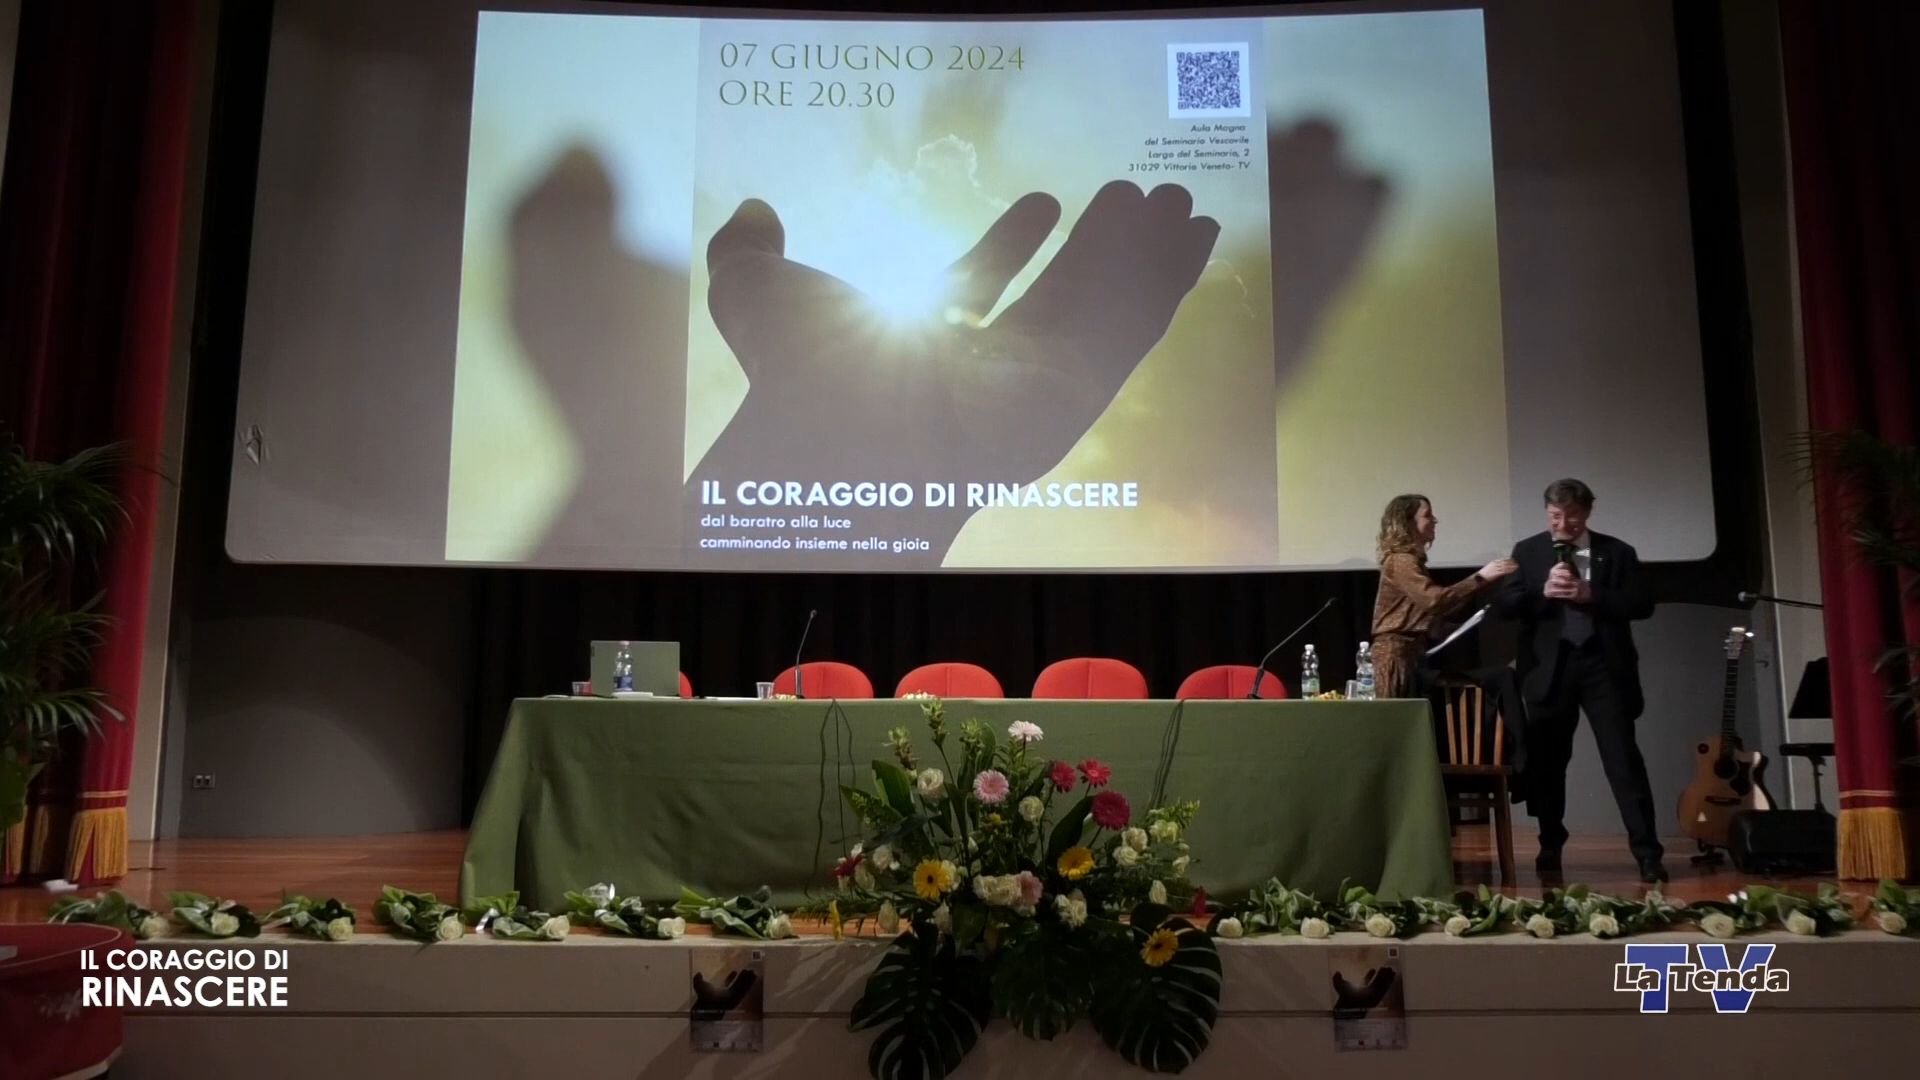 07 GIUGNO 2024
ORE 20.30
Aula Magna
del Seminario Vescovile
Largo del Seminario, 2
31029 Vittorio Veneto- TV
IL CORAGGIO DI RINASCERE
dal baratro alla luce
camminando insieme nella gioia
IL CORAGGIO DI
RINASCERE
La Tenda
TV